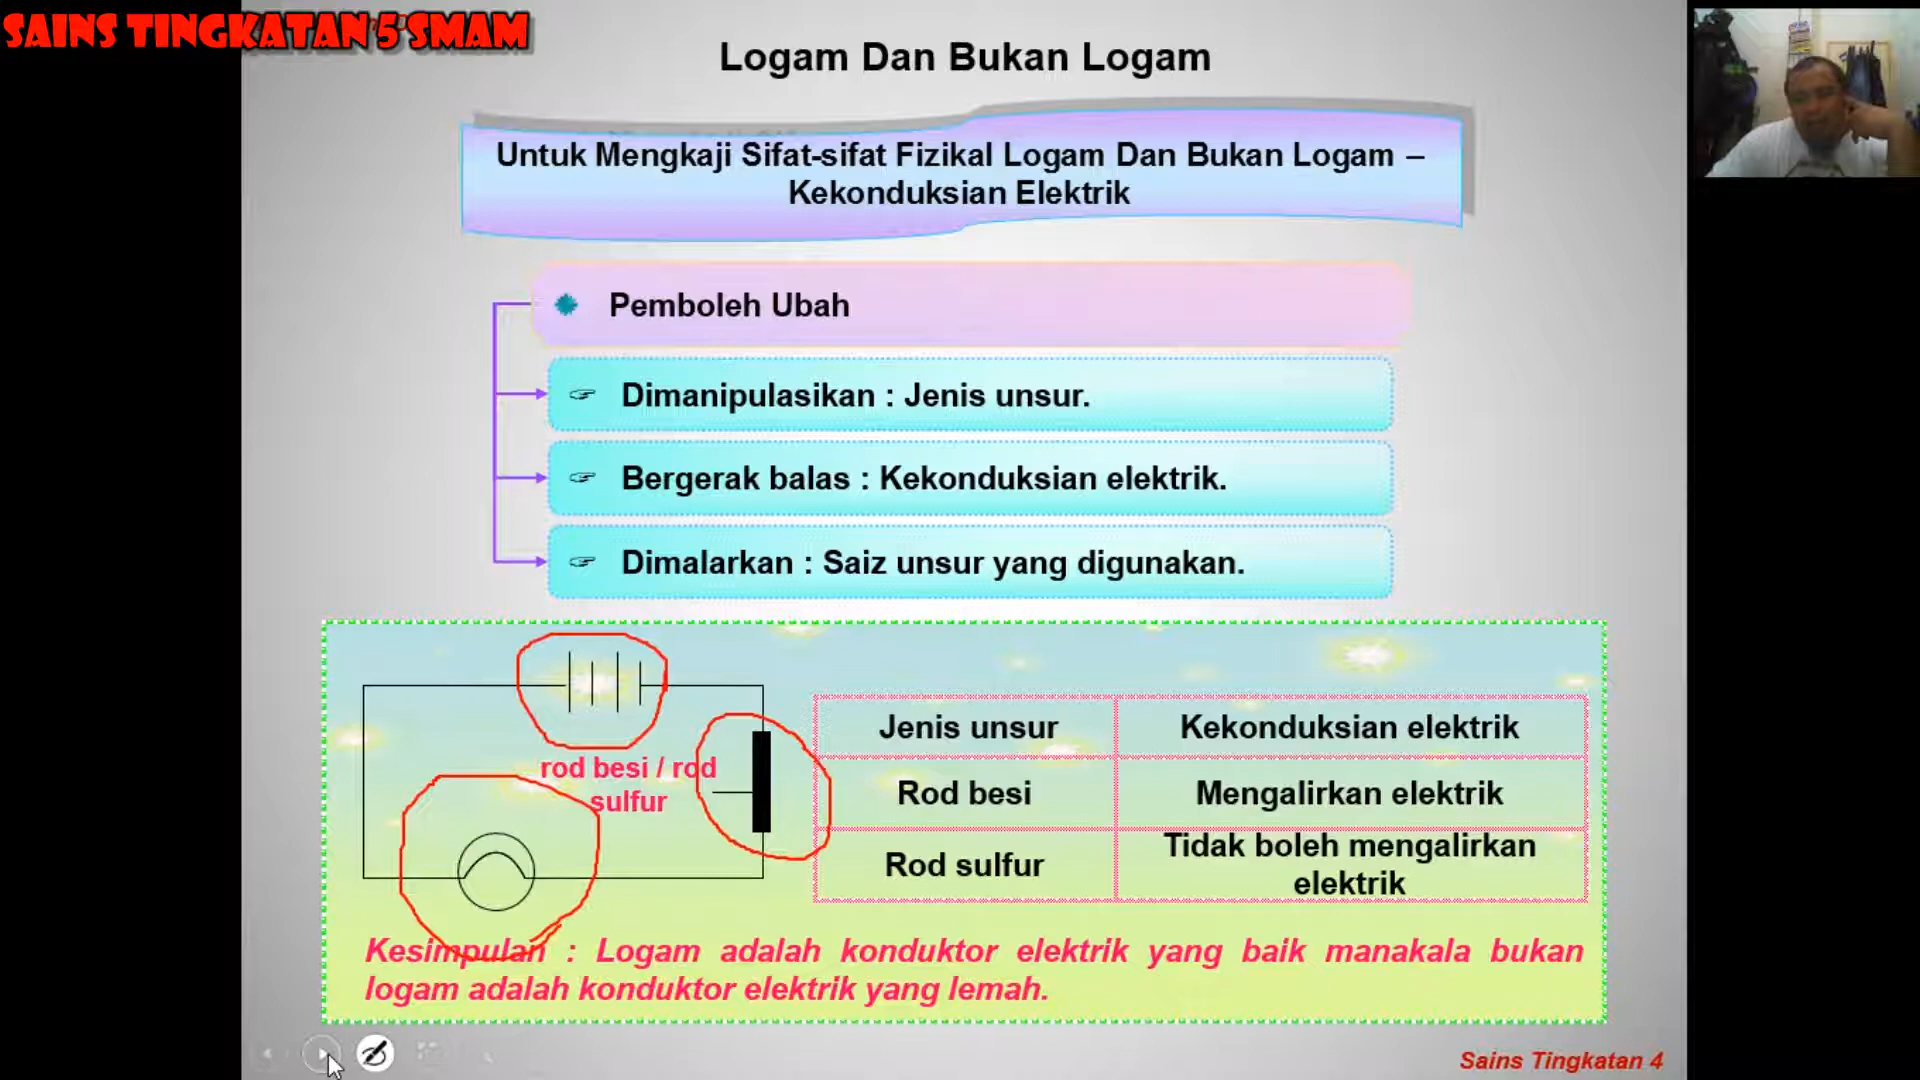 SAINS TINGKATAN 5 SMAM
Logam Dan Bukan Logam
Untuk Mengkaji Sifat-sifat Fizikal Logam Dan Bukan Logam –
Kekonduksian Elektrik
Pemboleh Ubah
Dimanipulasikan : Jenis unsur.
Bergerak balas : Kekonduksian elektrik.
Dimalarkan : Saiz unsur yang digunakan.
rod besi / rod
sulfur
Jenis unsur Kekonduksian elektrik
Rod besi Mengalirkan elektrik
Rod sulfur Tidak boleh mengalirkan
elektrik
Kesimpulan : Logam adalah konduktor elektrik yang baik manakala bukan
logam adalah konduktor elektrik yang lemah.
Sains Tingkatan 4